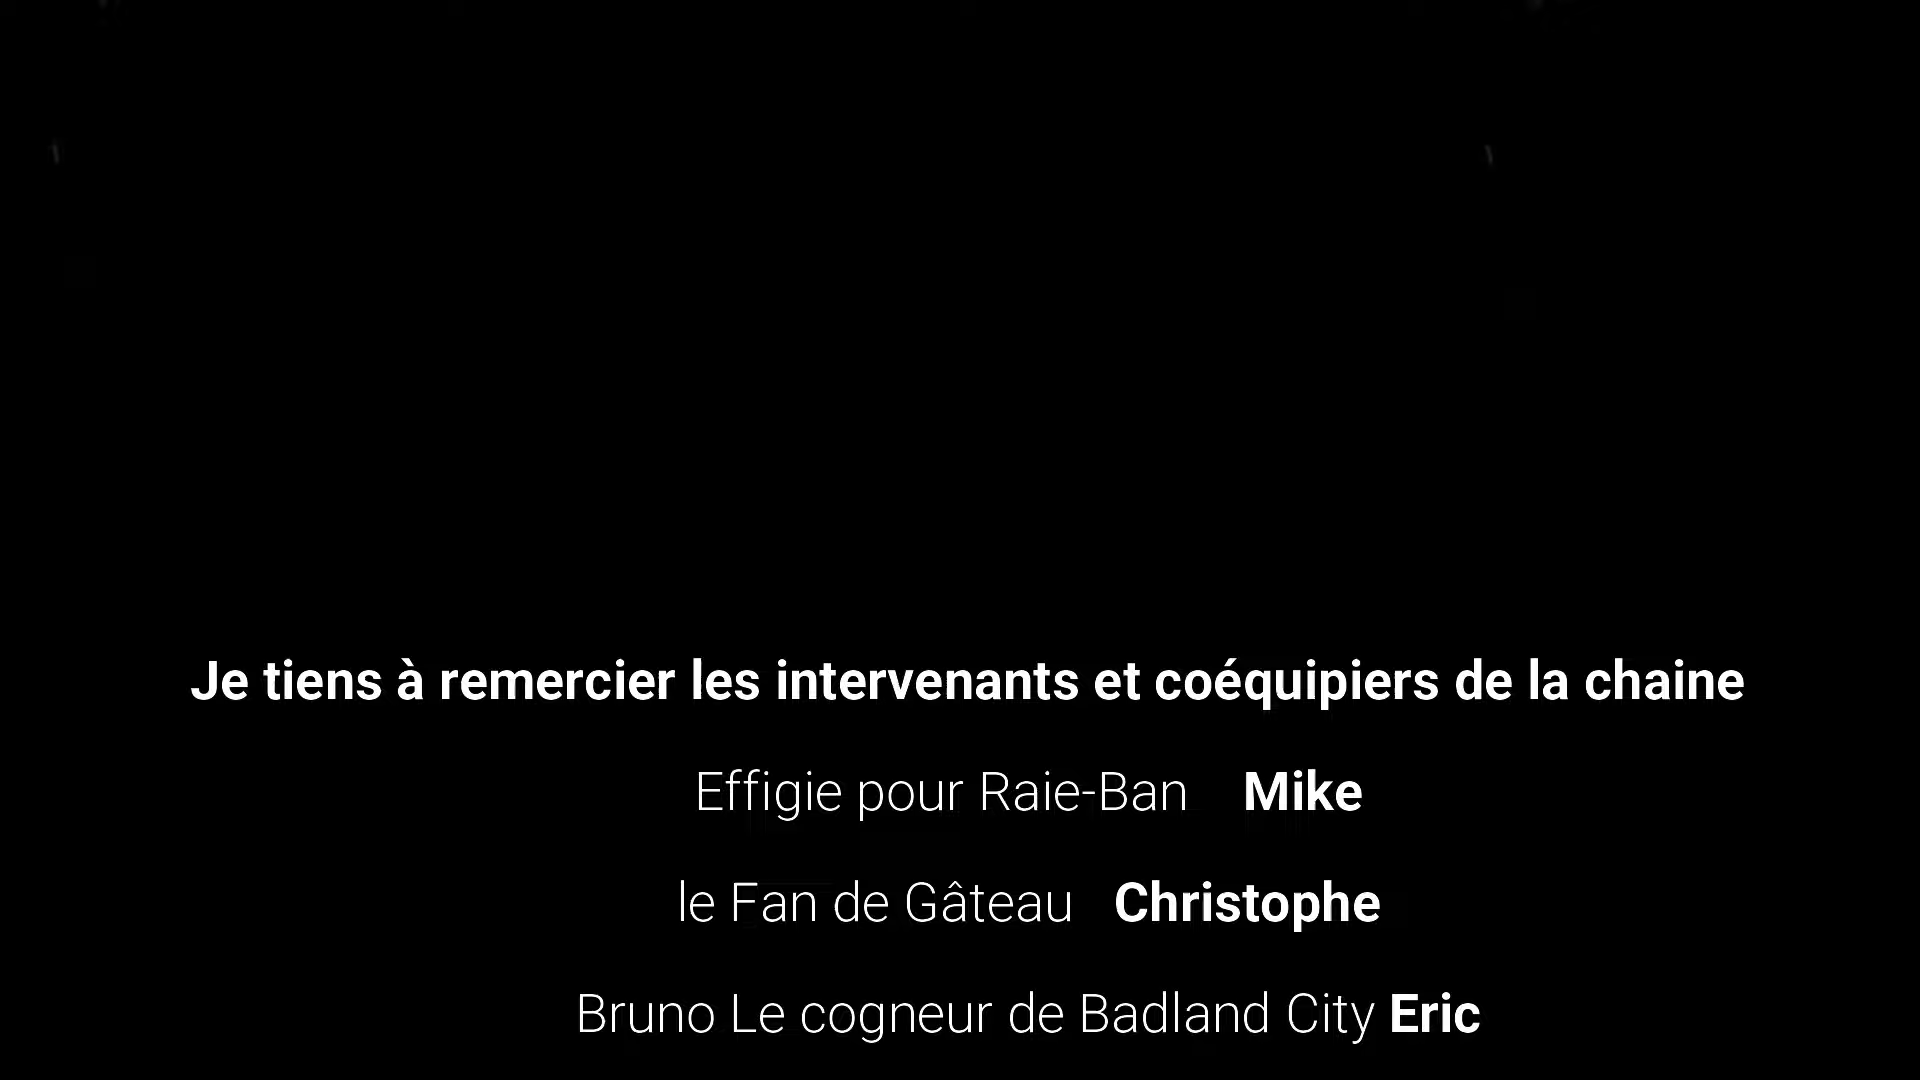 Je tiens à remercier les intervenants et coéquipiers de la chaine
Effigie pour Raie-Ban Mike
le Fan de Gâteau Christophe
Bruno Le cogneur de Badland City Eric